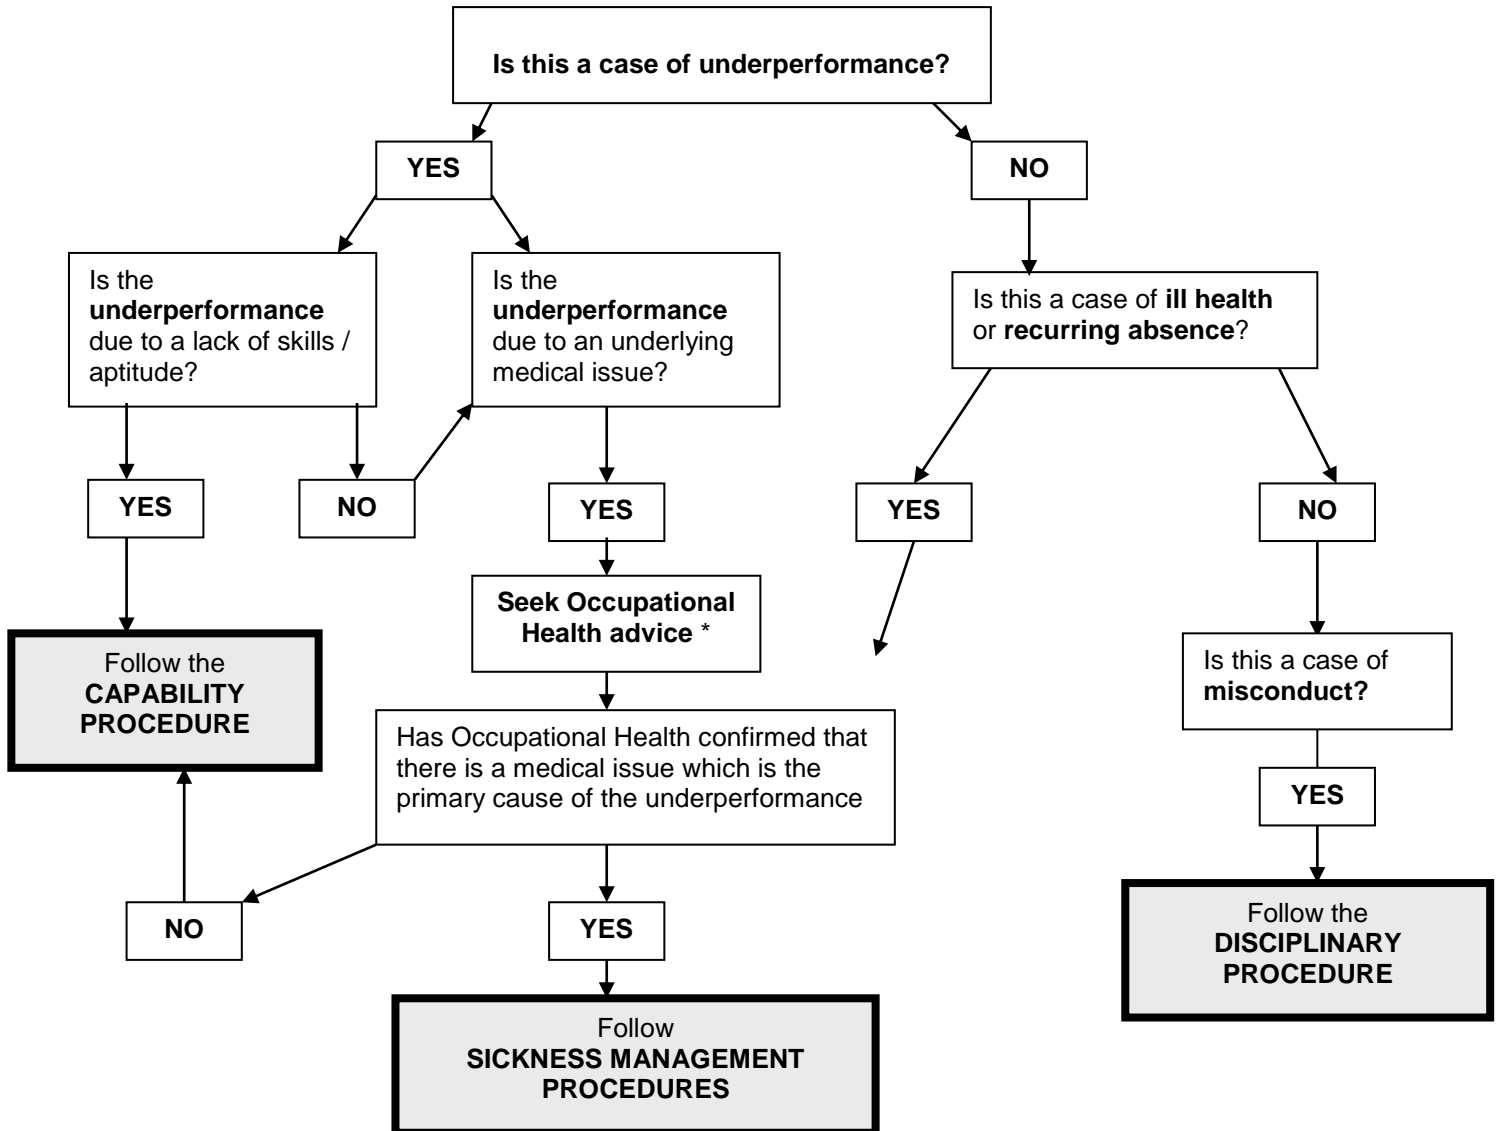 Is this a case of underperformance?
YES
NO
Is the
underperformance
due to a lack of skills /
aptitude?
Is the
underperformance
due to an underlying
medical issue?
Is this a case of ill health
or recurring absence?
YES
NO
YES
YES
NO
Seek Occupational
Health advice *
Follow the
CAPABILITY
PROCEDURE
Is this a case of
misconduct?
Has Occupational Health confirmed that
there is a medical issue which is the
primary cause of the underperformance
YES
NO
YES
Follow the
DISCIPLINARY
PROCEDURE
Follow
SICKNESS MANAGEMENT
PROCEDURES